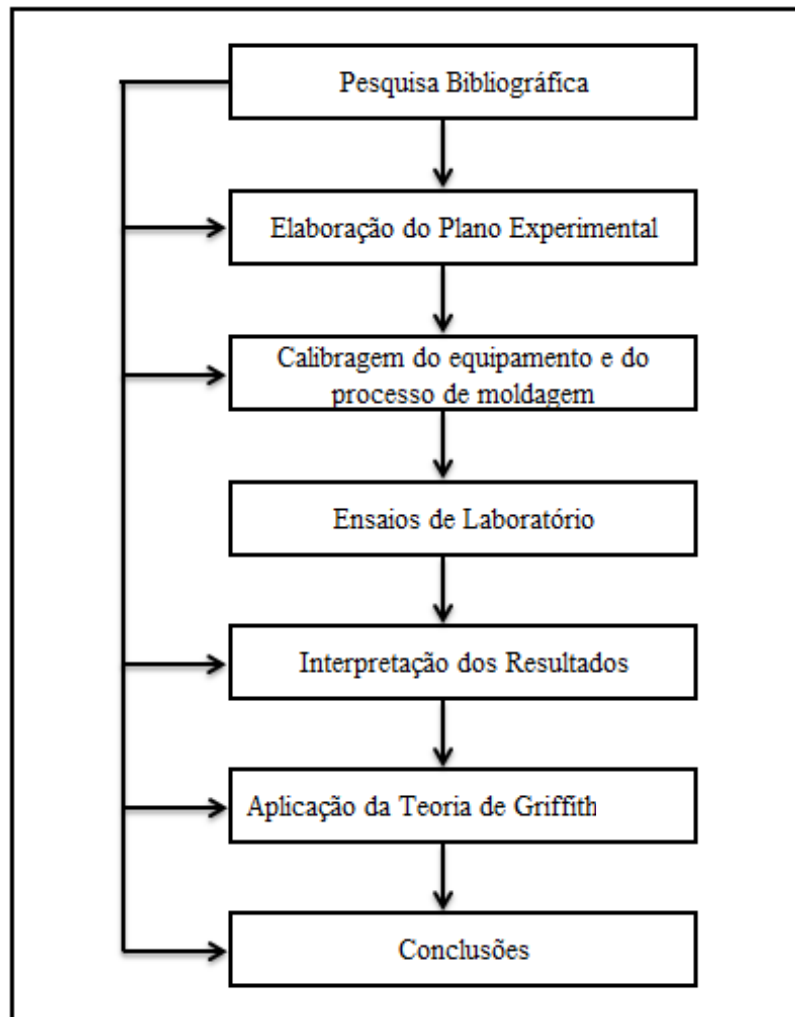 Pesquisa Bibliográfica
Elaboração do Plano Experimental
Calibragem do equipamento e do
processo de moldagem
Ensaios de Laboratório
Interpretação dos Resultados
Aplicação da Teoria de Griffith
Conclusões